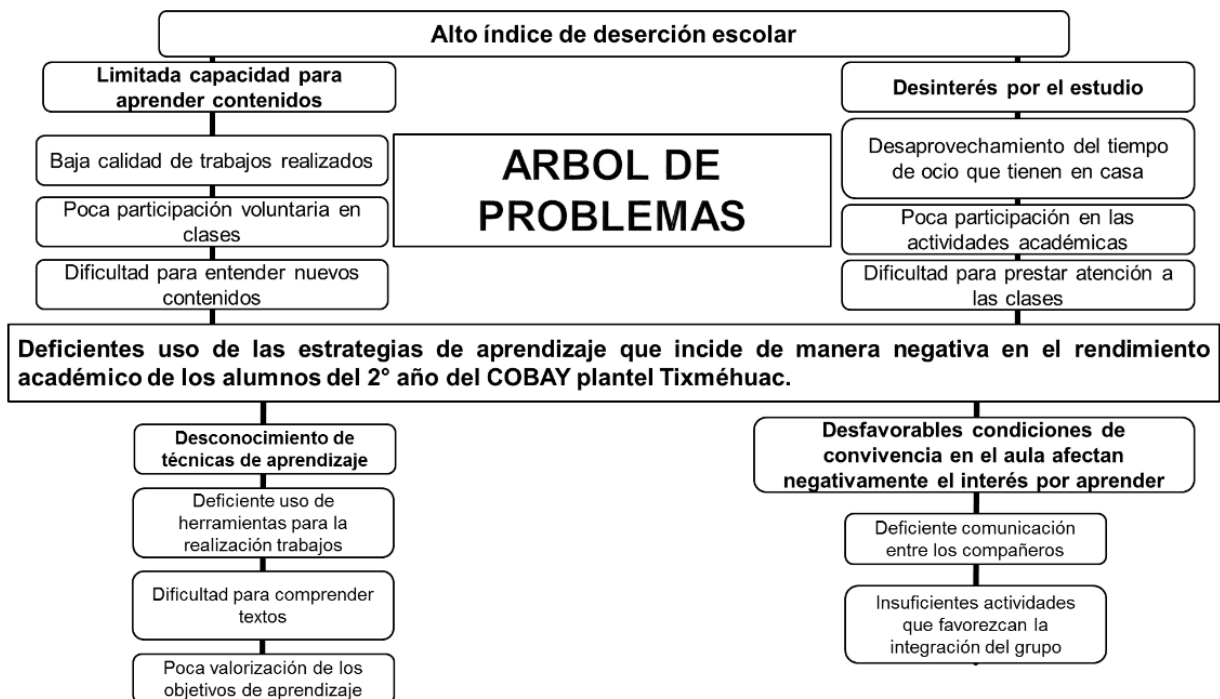 Alto índice de deserción escolar
Limitada capacidad para
aprender contenidos
Baja calidad de trabajos realizados
Poca participación voluntaria en
clases
Dificultad para entender nuevos
contenidos
ARBOL DE
PROBLEMAS
Desinterés por el estudio
Desaprovechamiento del tiempo
de ocio que tienen en casa
Poca participación en las
actividades académicas
Dificultad para prestar atención a
las clases
Deficientes uso de las estrategias de aprendizaje que incide de manera negativa en el rendimiento
académico de los alumnos del 2° año del COBAY plantel Tixméhuac.
Desconocimiento de
técnicas de aprendizaje
Deficiente uso de
herramientas para la
realización trabajos
Dificultad para comprender
textos
Poca valorización de los
objetivos de aprendizaje
Desfavorables condiciones de
convivencia en el aula afectan
negativamente el interés por aprender
Deficiente comunicación
entre los compañeros
Insuficientes actividades
que favorezcan la
integración del grupo